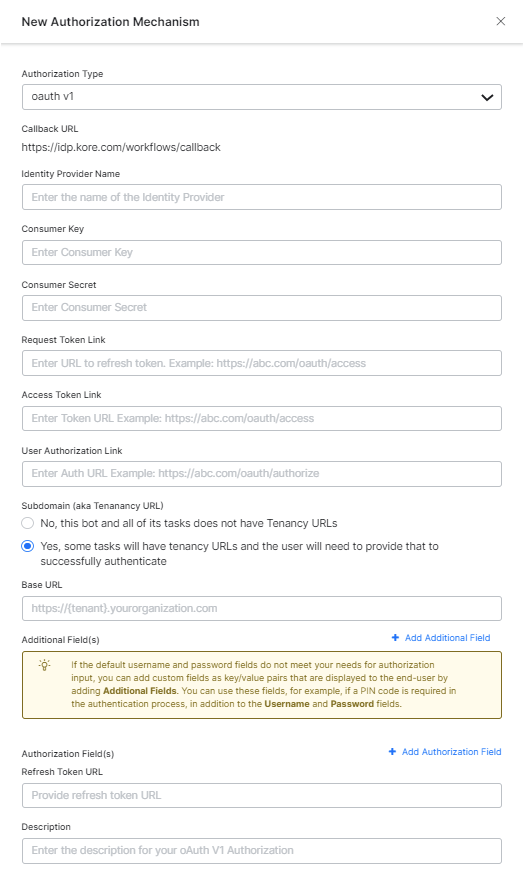 New Authorization Mechanism
Authorization Type
oauth v1
Callback URL
https://idp.kore.com/workflows/callback
Identity Provider Name
Enter the name of the Identity Provider
Consumer Key
Enter Consumer Key
Consumer Secret
Enter Consumer Secret
Request Token Link
Enter URL to refresh token. Example: https://abc.com/oauth/access
Access Token Link
Enter Token URL Example: https://abc.com/oauth/access
User Authorization Link
Enter Auth URL Example: https://abc.com/oauth/authorize
Subdomain (aka Tenanancy URL)
No, this bot and all of its tasks does not have Tenancy URLs
Yes, some tasks will have tenancy URLs and the user will need to provide that to
successfully authenticate
Base URL
https://{tenant}.yourorganization.com
Additional Field(s)
+ Add Additional Field
If the default username and password fields do not meet your needs for authorization
input, you can add custom fields as key/value pairs that are displayed to the end-user by
adding Additional Fields. You can use these fields, for example, if a PIN code is required in
the authentication process, in addition to the Username and Password fields.
Authorization Field(s)
+ Add Authorization Field
Refresh Token URL
Provide refresh token URL
Description
Enter the description for your oAuth V1 Authorization